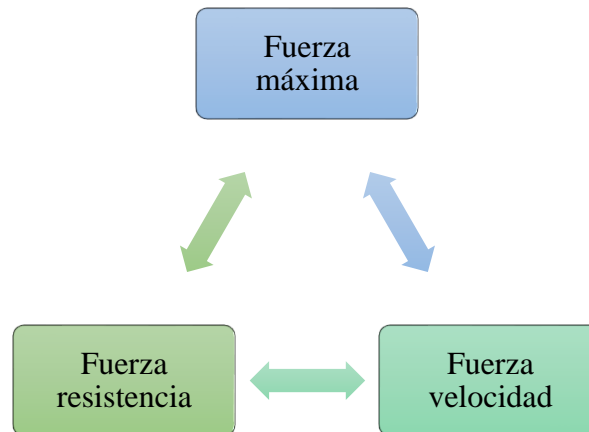 Fuerza
máxima
Fuerza
resistencia
Fuerza
velocidad